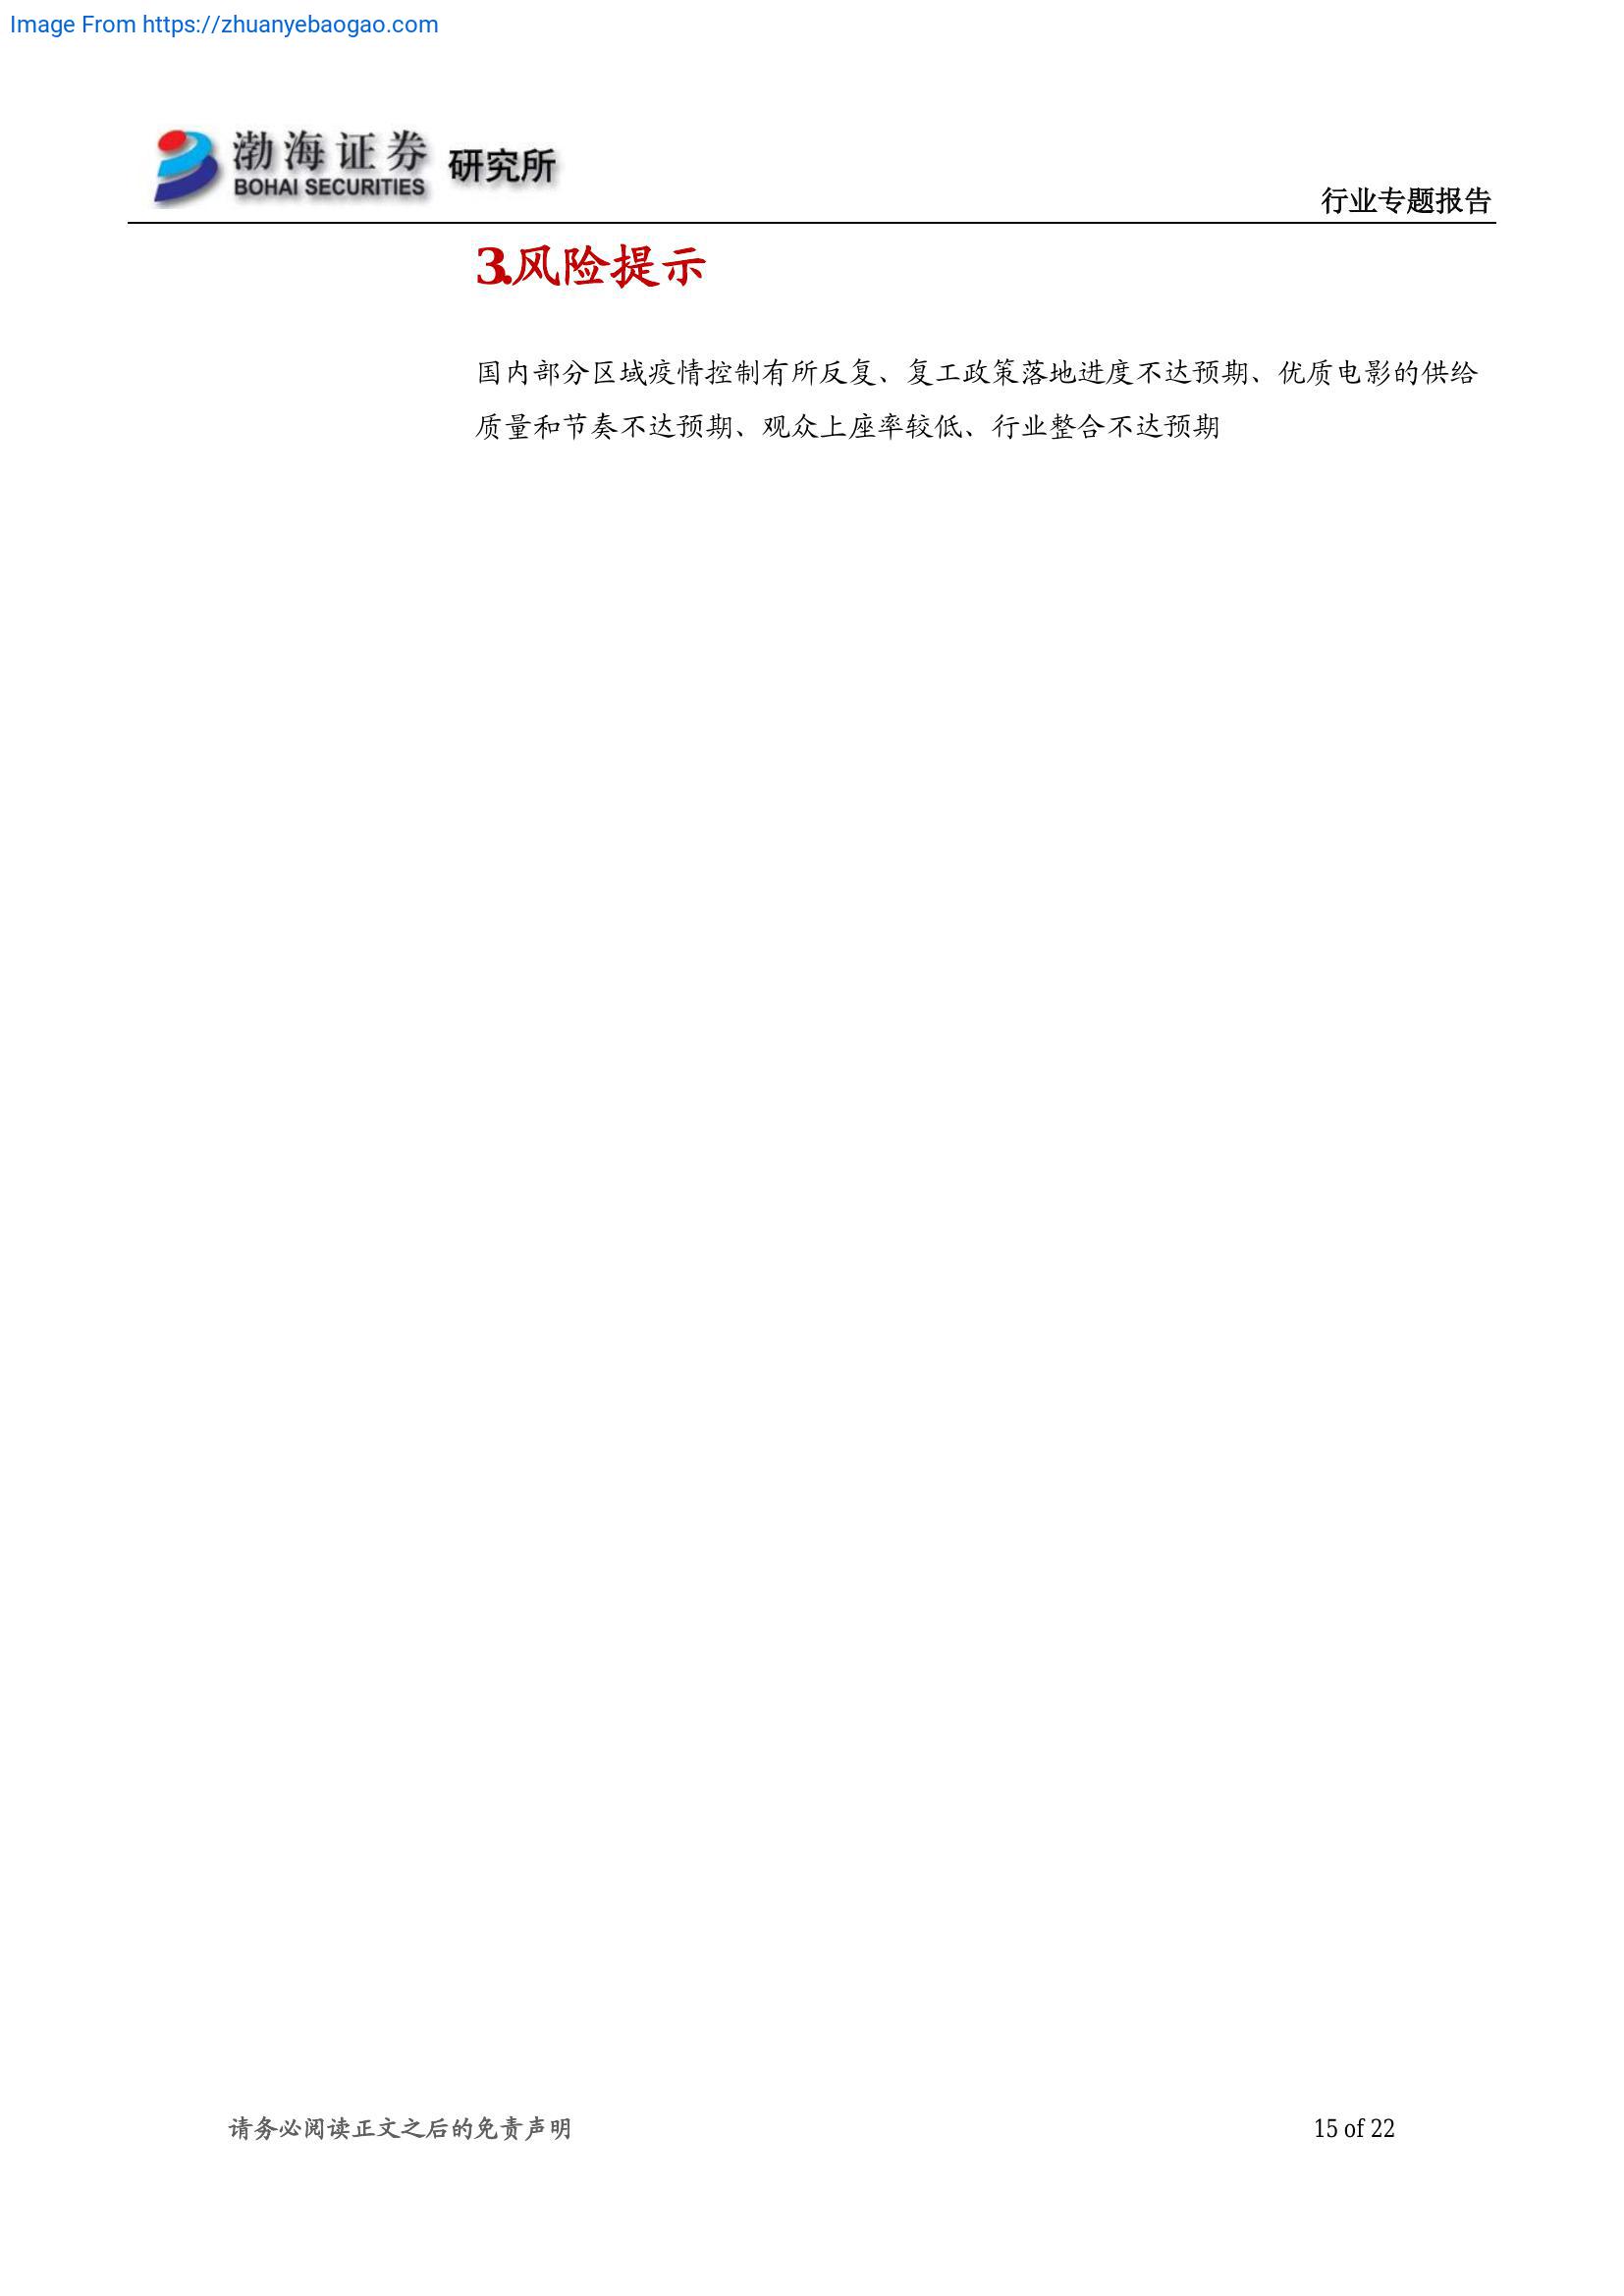 Image From https://zhuanyebaogao.com
渤海证券 研究所
BOHAI SECURITIES
行业专题报告
3.风险提示
国内部分区域疫情控制有所反复、复工政策落地进度不达预期、优质电影的供给
质量和节奏不达预期、观众上座率较低、行业整合不达预期
请务必阅读正文之后的免责声明 15 of 22